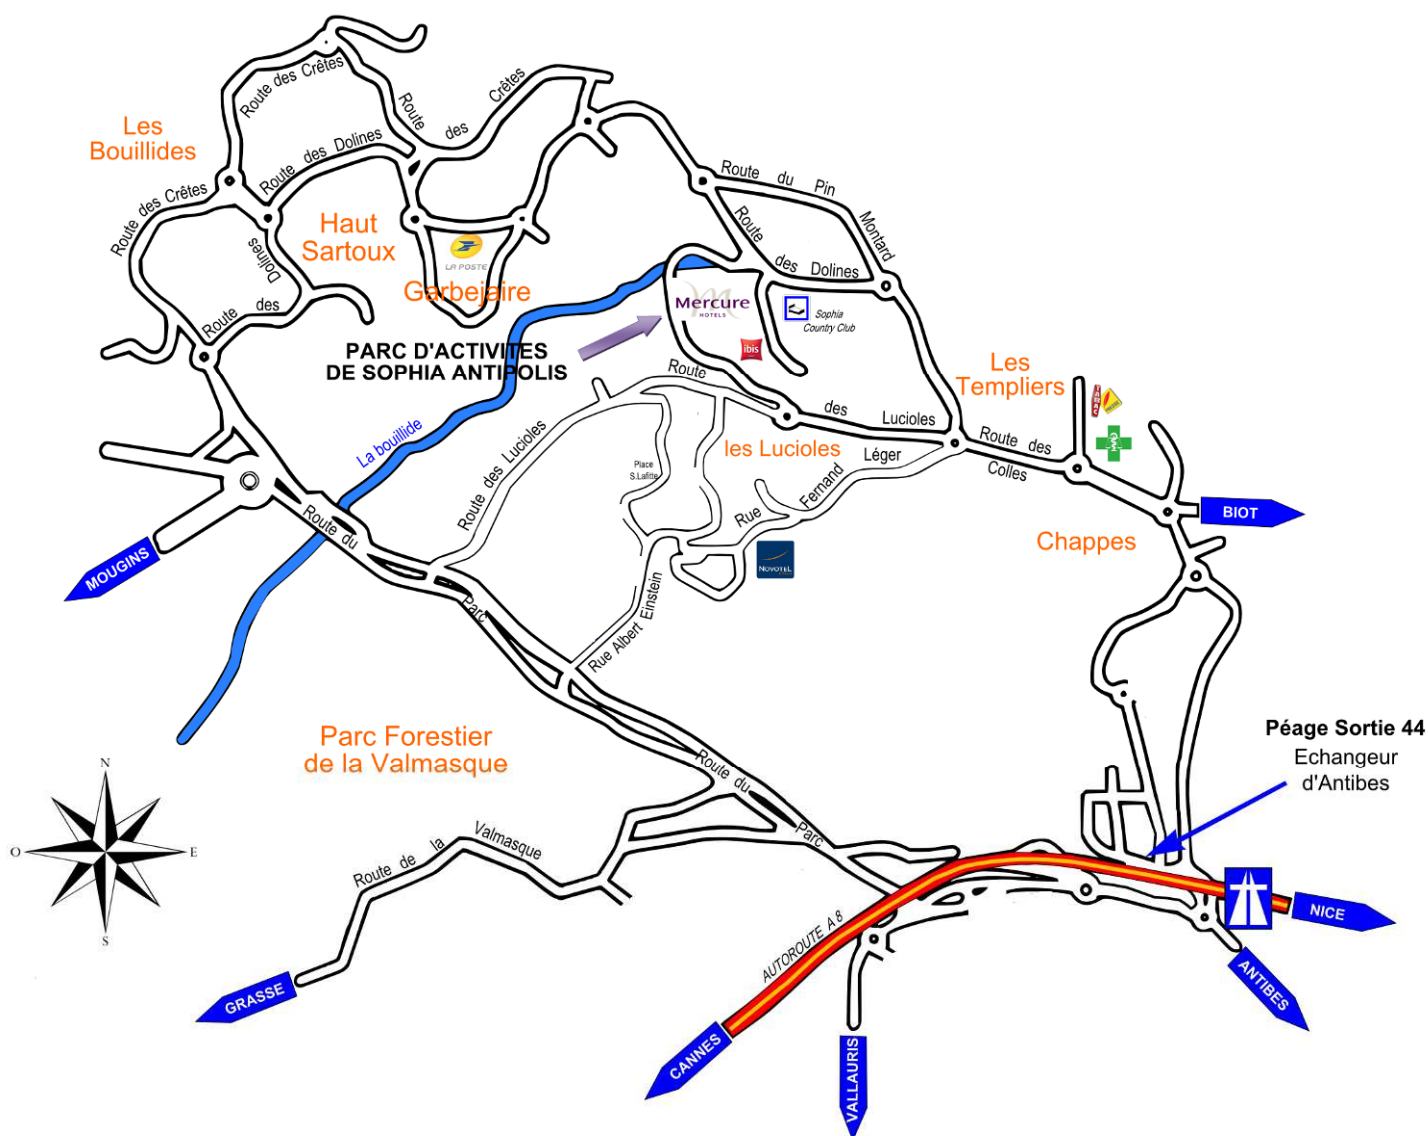 Route des Crêtes
Route
des
Crêtes
Les
Bouillides
Route des Dolines
Route des Crêtes
Haut
Sartoux
Dolines
Route des
LA POSTE
Garbejaire
Route du Pin
Montard
Route
des Dolines
Mercure
HOTELS
ibis
Sophia
Country Club
PARC D'ACTIVITES
DE SOPHIA ANTIPOLIS
Les
Templiers
TABAC
Route
des
Lucioles
les Lucioles
Léger
Fernand
Rue
Route des
Colles
La bouillide
Route des Lucioles
Place
S.Lafitte
BIOT
Chappes
NOVOTEL
MOUGINS
Route du
Parc
Rue Albert Einstein
Parc Forestier
de la Valmasque
Route du
Parc
Péage Sortie 44
Echangeur
d'Antibes
N
O
E
S
Route de la Valmasque
AUTOROUTE A 8
GRASSE
CANNES
VALLAURIS
NICE
ANTIBES